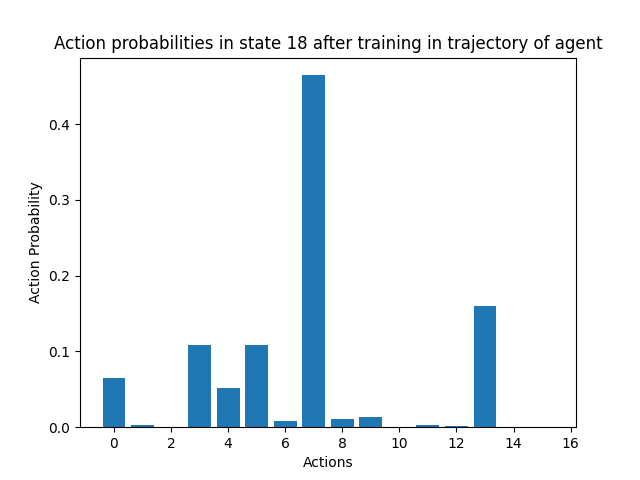 Action probabilities in state 18 after training in trajectory of agent
0.4
0.3
0.2
0.1
0.0
Action Probability
0 2 4 6 8 10 12 14 16
Actions